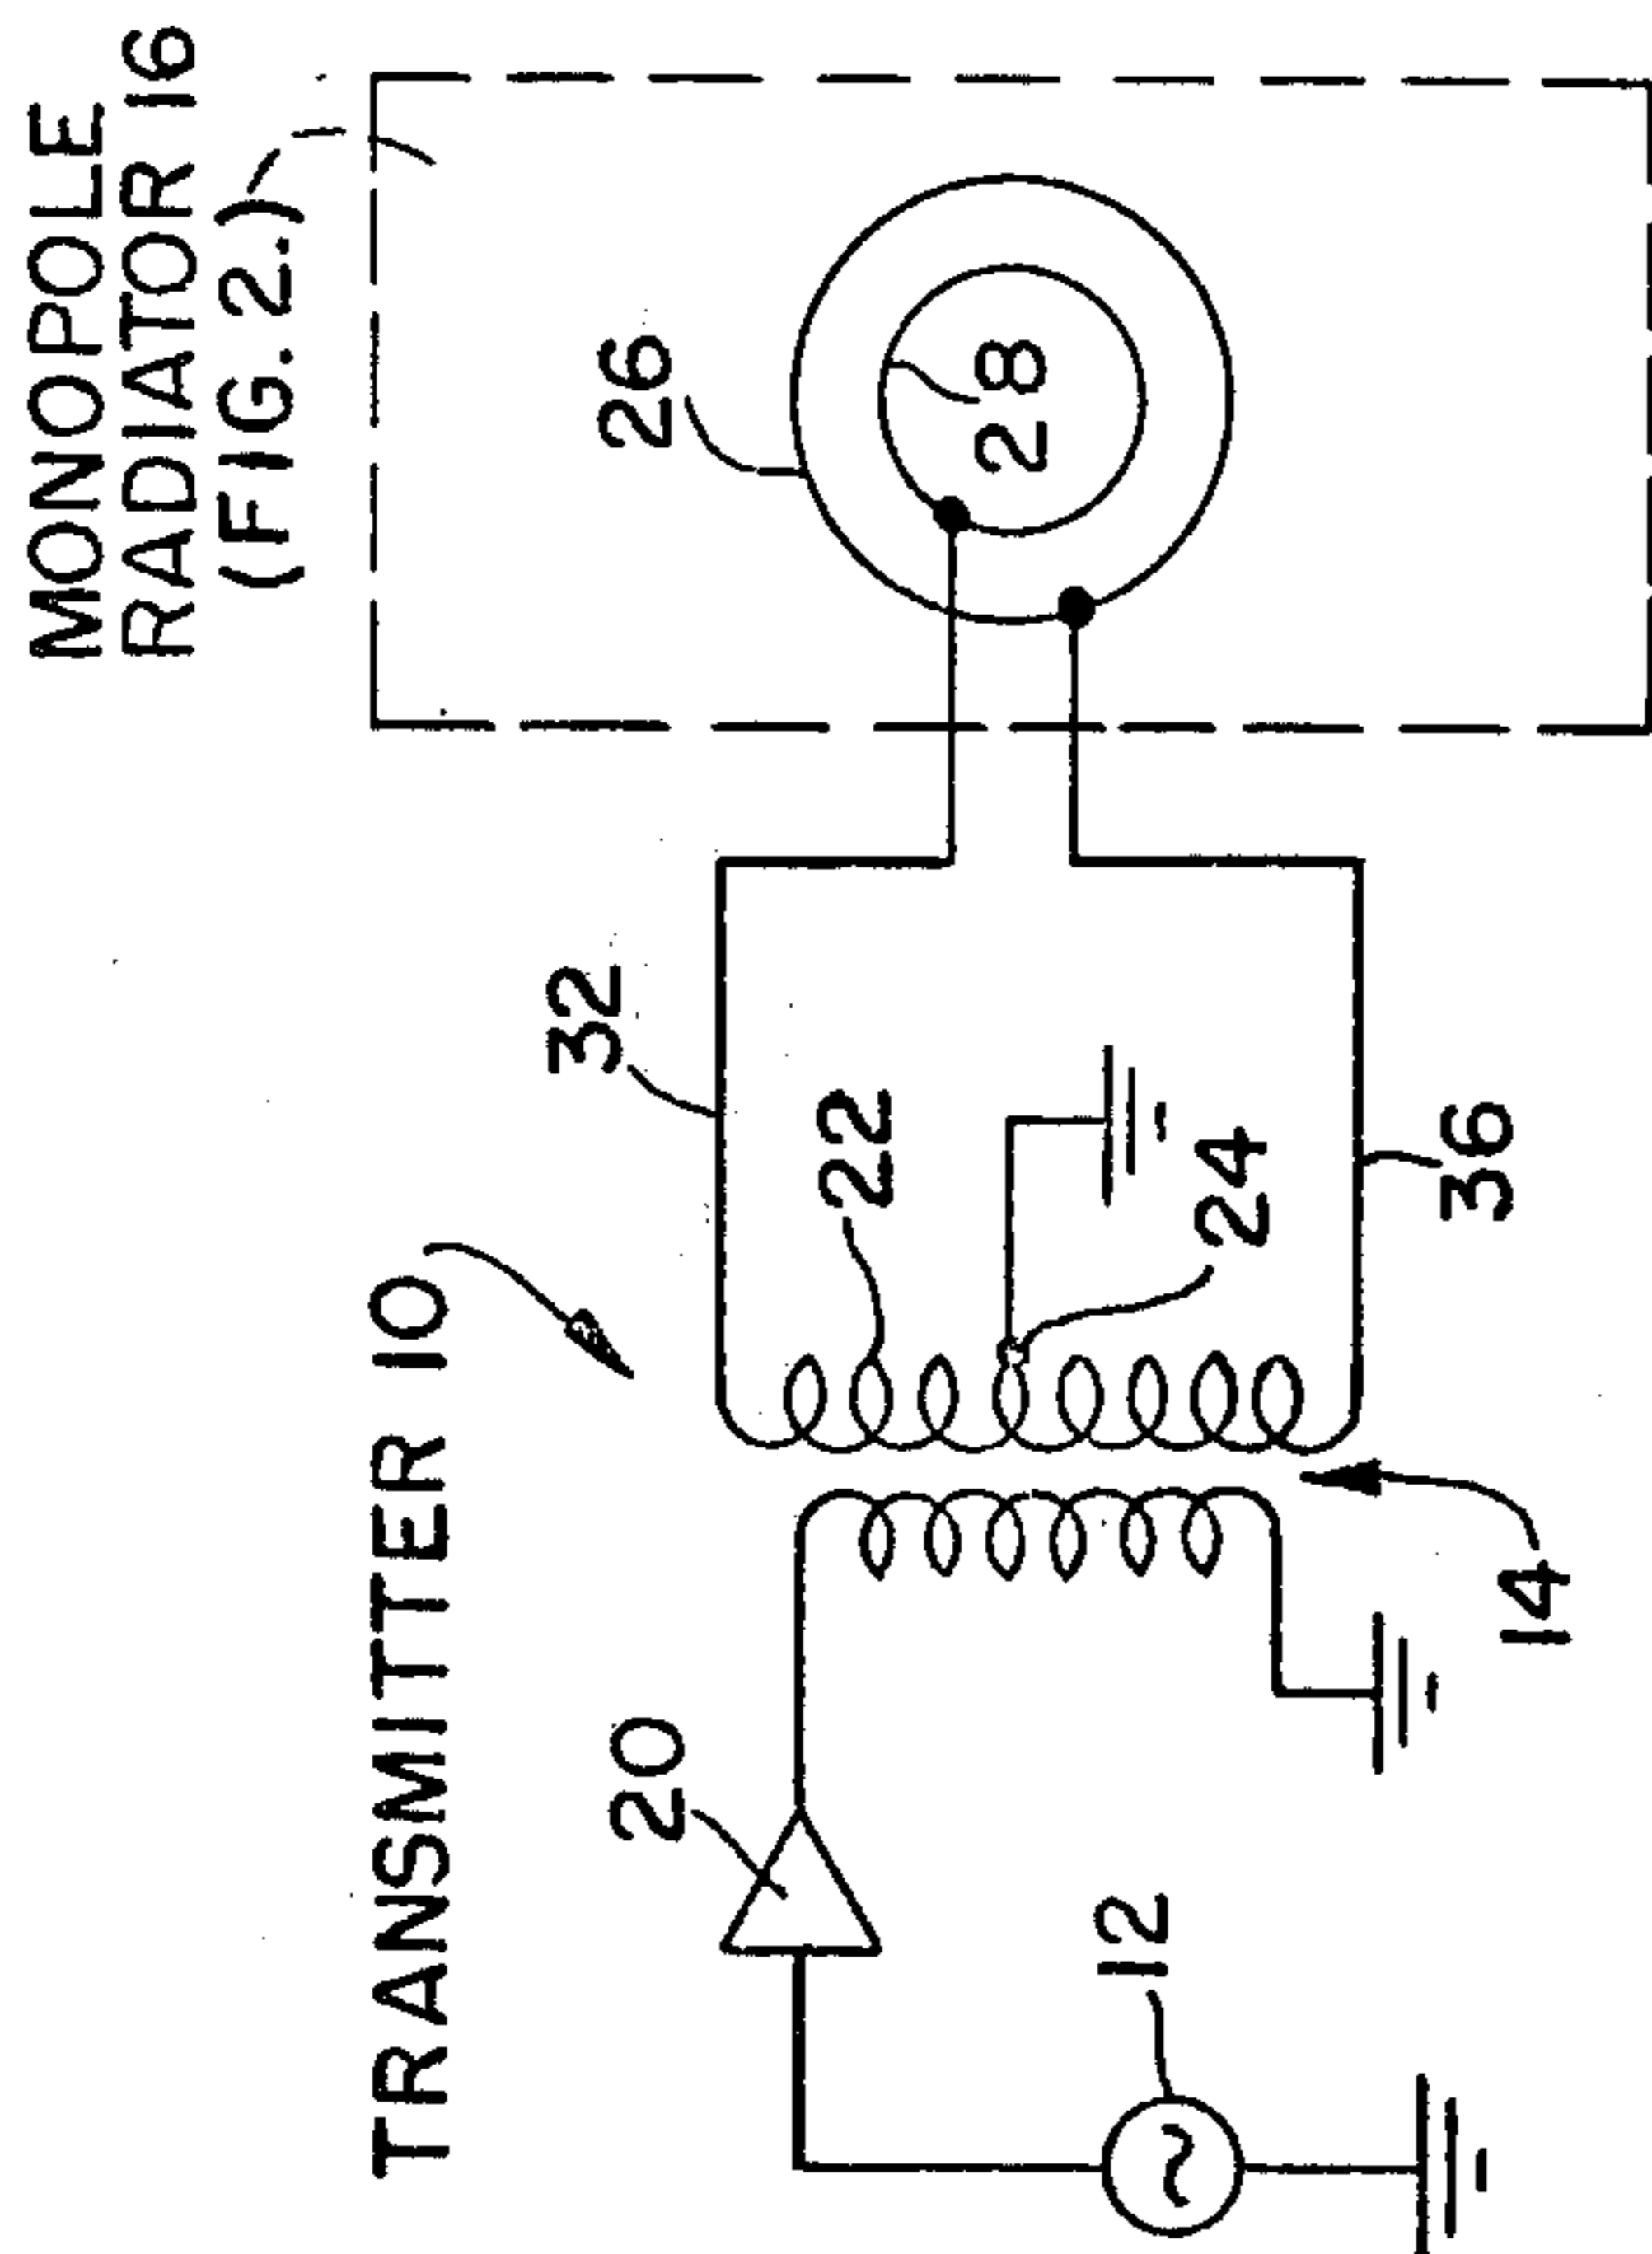 MONOPOLE
RADIATOR 16
(FIG. 2.)
TRANSMITTER 10
26
28
32
22
24
36
20
12
14